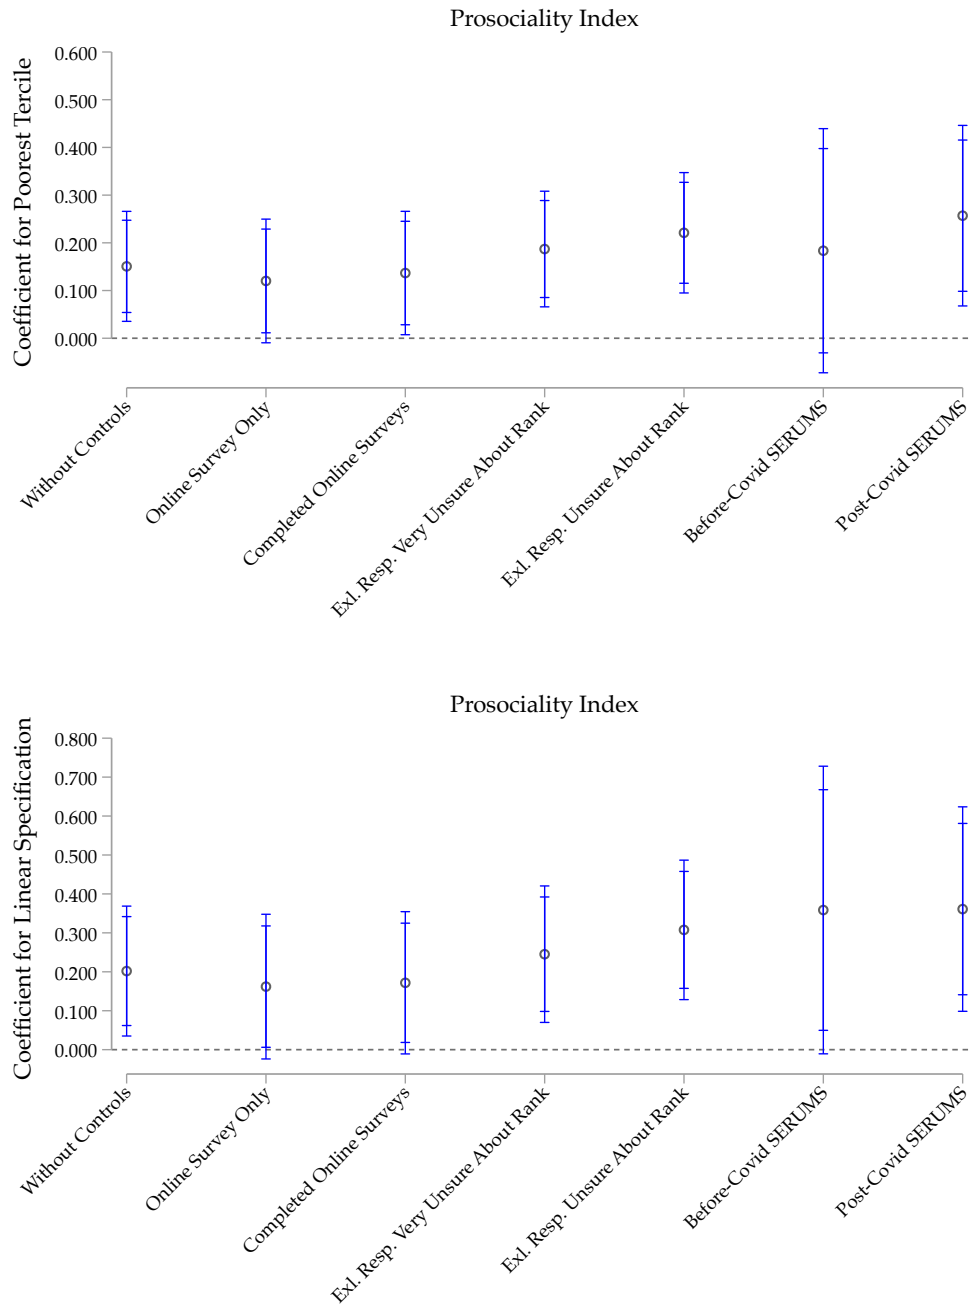 Prosociality Index
Coefficient for Poorest Tercile
0.600
0.500
0.400
0.300
0.200
0.100
0.000
Without Controls
Online Survey Only
Completed Online Surveys
Exl. Resp. Very Unsure About Rank
Exl. Resp. Unsure About Rank
Before-Covid SERUMS
Post-Covid SERUMS
Prosociality Index
Coefficient for Linear Specification
0.800
0.700
0.600
0.500
0.400
0.300
0.200
0.100
0.000
Without Controls
Online Survey Only
Completed Online Surveys
Exl. Resp. Very Unsure About Rank
Exl. Resp. Unsure About Rank
Before-Covid SERUMS
Post-Covid SERUMS